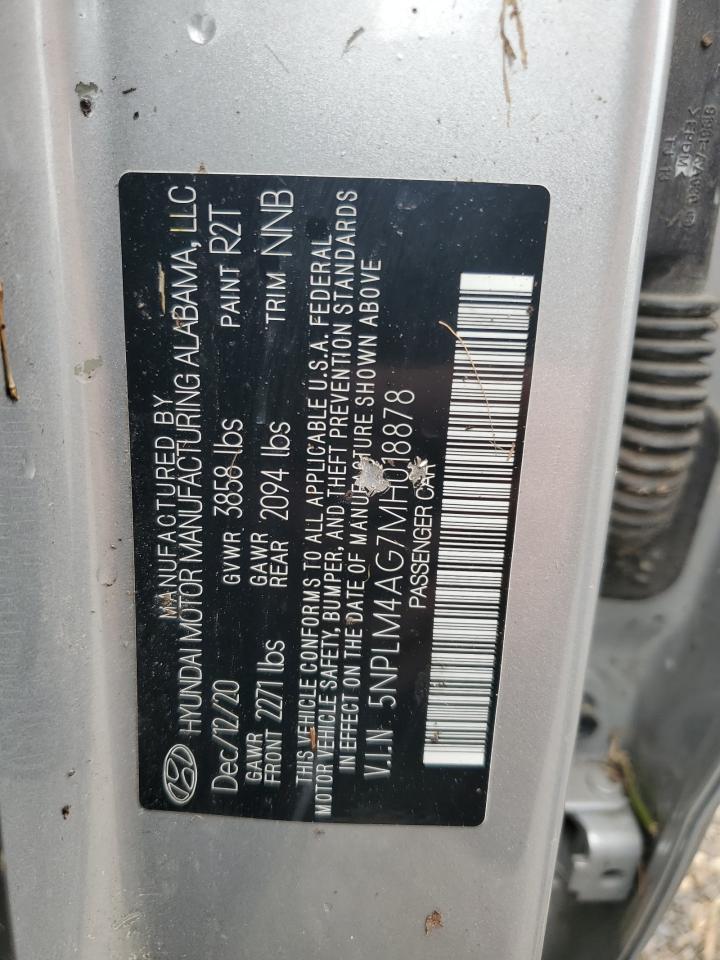 MANUFACTURED BY
HYUNDAI MOTOR MANUFACTURING ALABAMA, LLC
Dec/12/20 GVWR 3858 lbs PAINT R2T
GAWR FRONT 2271 lbs GAWR REAR 2094 lbs TRIM NNB
THIS VEHICLE CONFORMS TO ALL APPLICABLE U.S.A. FEDERAL
MOTOR VEHICLE SAFETY, BUMPER, AND THEFT PREVENTION STANDARDS
IN EFFECT ON THE DATE OF MANUFACTURE SHOWN ABOVE
V.I.N 5NPLM4AG7MH018878
PASSENGER CAR
>EPDM<